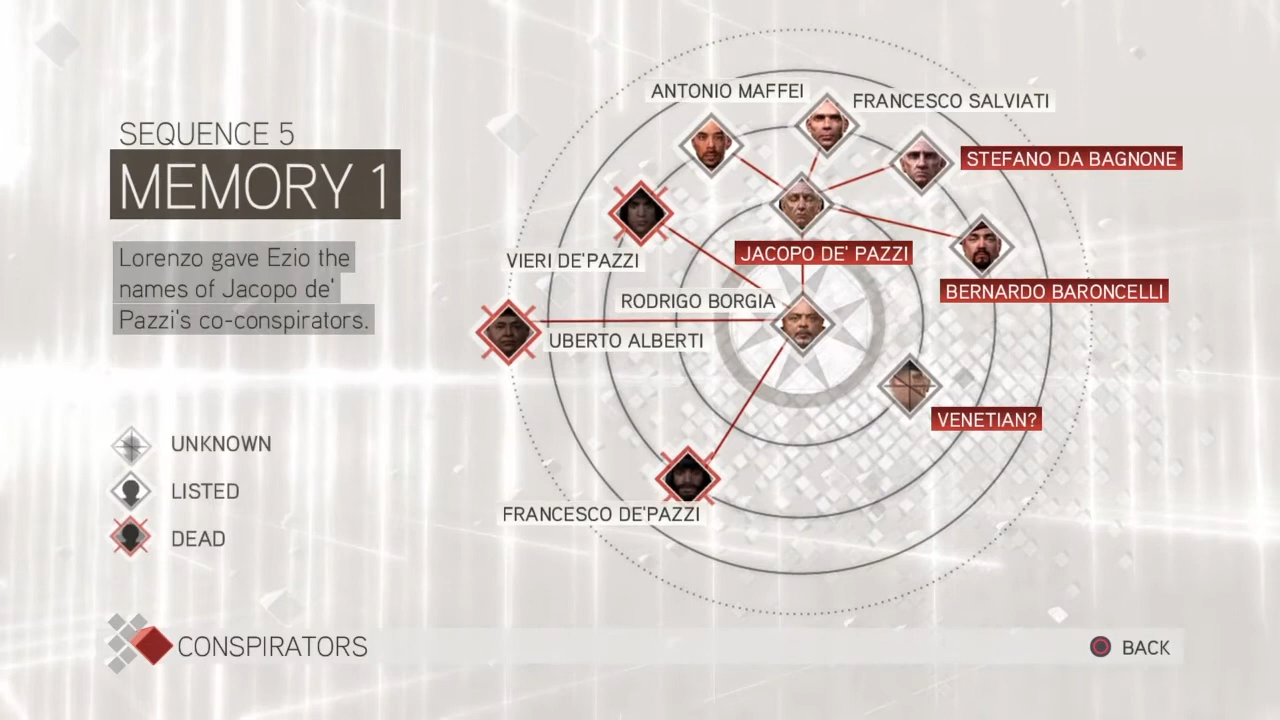 SEQUENCE 5
MEMORY 1
Lorenzo gave Ezio the
names of Jacopo de'
Pazzi's co-conspirators.
UNKNOWN
LISTED
DEAD
ANTONIO MAFFEI
FRANCESCO SALVIATI
STEFANO DA BAGNONE
JACOPO DE' PAZZI
VIERI DE'PAZZI
BERNARDO BARONCELLI
RODRIGO BORGIA
UBERTO ALBERTI
VENETIAN?
FRANCESCO DE'PAZZI
CONSPIRATORS
BACK